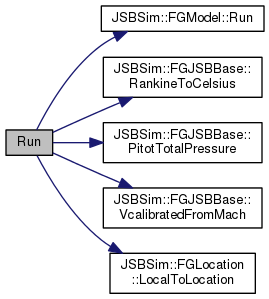 JSBSim::FGModel::Run
JSBSim::FGJSBBase::
RankineToCelsius
Run
JSBSim::FGJSBBase::
PitotTotalPressure
JSBSim::FGJSBBase::
VcalibratedFromMach
JSBSim::FGLocation
::LocalToLocation